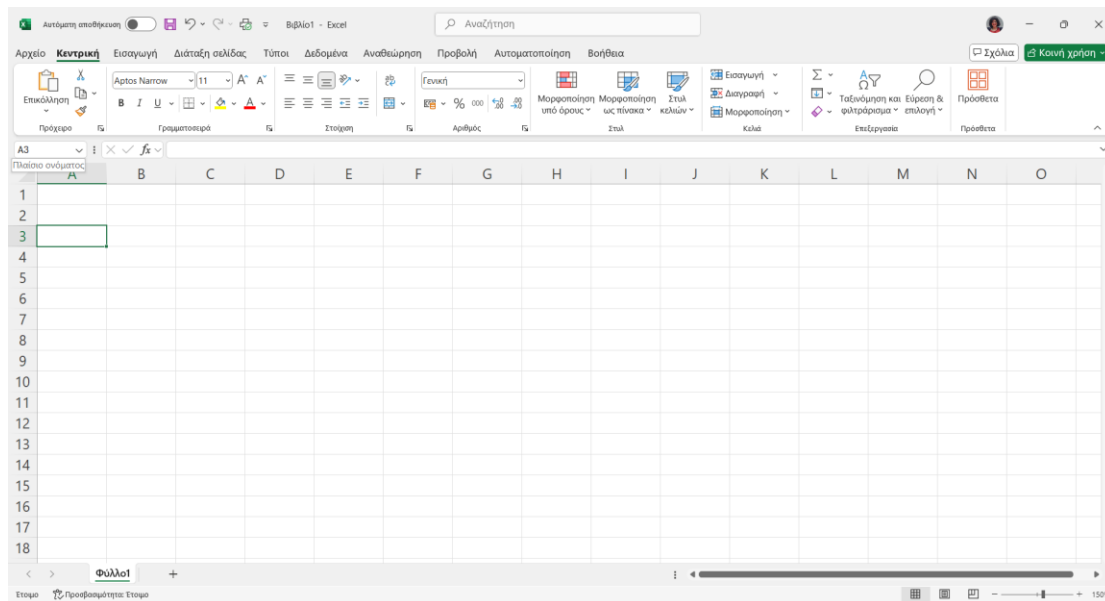 Αυτόματη αποθήκευση Βιβλίο1 - Excel Αναζήτηση
Αρχείο Κεντρική Εισαγωγή Διάταξη σελίδας Τύποι Δεδομένα Αναθεώρηση Προβολή Αυτοματοποίηση Βοήθεια Σχόλια Κοινή χρήση
Επικόλληση
Aptos Narrow 11 A A
B I U A
ab
Γενική
% 000
Μορφοποίηση υπό όρους
Μορφοποίηση ως πίνακα
Στυλ κελιών
Εισαγωγή
Διαγραφή
Μορφοποίηση
Σ
Ταξινόμηση και φιλτράρισμα
Εύρεση & επιλογή
Πρόσθετα
Πρόχειρο Γραμματοσειρά Στοίχιση Αριθμός Στυλ Κελιά Επεξεργασία Πρόσθετα
A3 fx
Πλαίσιο ονόματος
A B C D E F G H I J K L M N O
1
2
3
4
5
6
7
8
9
10
11
12
13
14
15
16
17
18
Φύλλο1 +
Έτοιμο Προσβασιμότητα: Έτοιμο